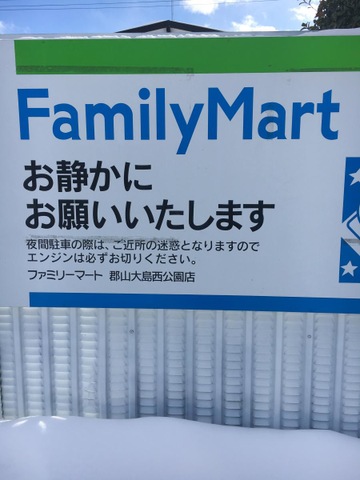 FamilyMart
お静かに
お願いいたします
夜間駐車の際は、ご近所の迷惑となりますので
エンジンは必ずお切りください。
ファミリーマート 郡山大島西公園店